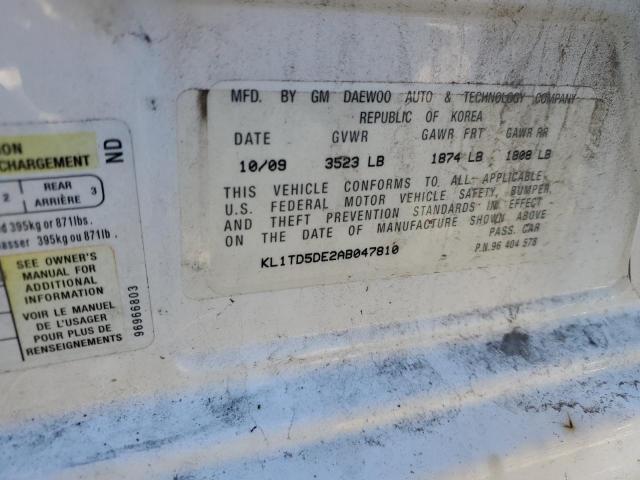 MFD. BY GM DAEWOO AUTO & TECHNOLOGY COMPANY
REPUBLIC OF KOREA
DATE GVWR GAWR FRT GAWR RR
10/09 3523 LB 1874 LB 1808 LB
THIS VEHICLE CONFORMS TO ALL APPLICABLE
U.S. FEDERAL MOTOR VEHICLE SAFETY, BUMPER,
AND THEFT PREVENTION STANDARDS IN EFFECT
ON THE DATE OF MANUFACTURE SHOWN ABOVE
PASS. CAR
KL1TD5DE2AB047810
P.N. 96 404 578
ION
CHARGEMENT
ND
2 REAR 3
ARRIÈRE
395kg or 871lbs.
asser 395kg ou 871lb.
SEE OWNER'S
MANUAL FOR
ADDITIONAL
INFORMATION
VOIR LE MANUEL
DE L'USAGER
POUR PLUS DE
RENSEIGNEMENTS
96966803